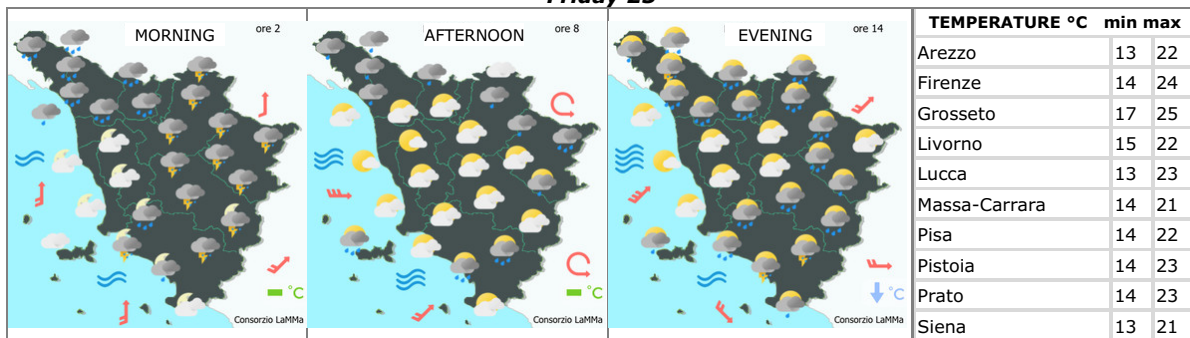 Friday 25
MORNING ore 2
AFTERNOON ore 8
EVENING ore 14
°C
°C
°C
Consorzio LaMMa
Consorzio LaMMa
Consorzio LaMMa
TEMPERATURE °C min max
Arezzo 13 22
Firenze 14 24
Grosseto 17 25
Livorno 15 22
Lucca 13 23
Massa-Carrara 14 21
Pisa 14 22
Pistoia 14 23
Prato 14 23
Siena 13 21